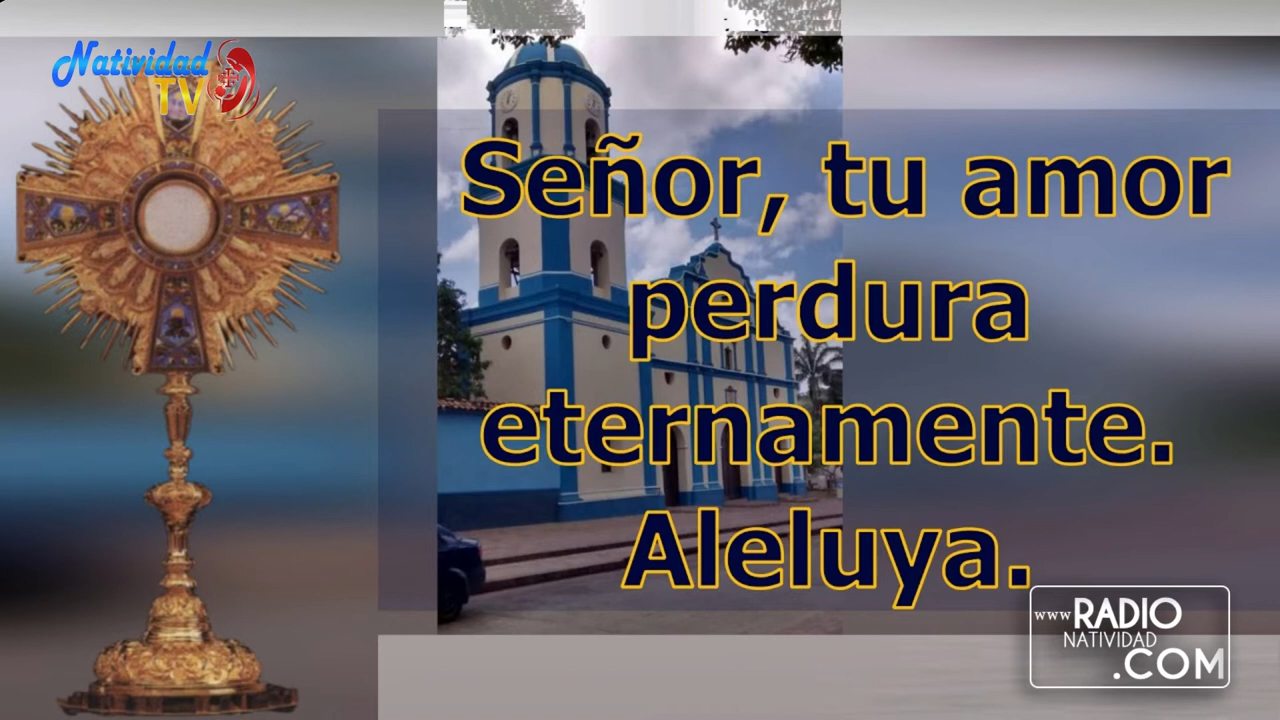 Natividad
TV
Señor, tu amor
perdura
eternamente.
Aleluya.
www RADIO
NATIVIDAD
.COM